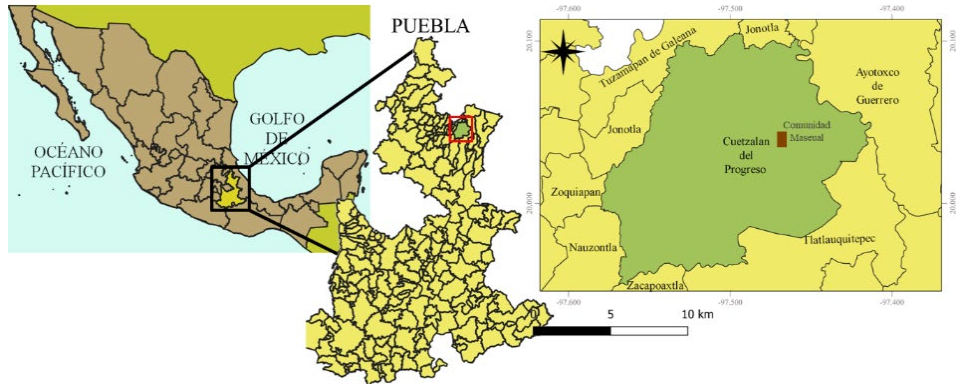 PUEBLA
OCÉANO
PACÍFICO
GOLFO
DE
MÉXICO
-97,600
-97,500
-97,400
20,100
20,100
Tuzamapan de Galeana
Jonotla
Ayotoxco
de
Guerrero
Jonotla
Comunidad
Maseual
Cuetzalan
del
Progreso
Zoquiapan
20,000
20,000
Nauzontla
Tlatlauquitepec
Zacapoaxtla
-97,600
-97,500
-97,400
0
5
10 km